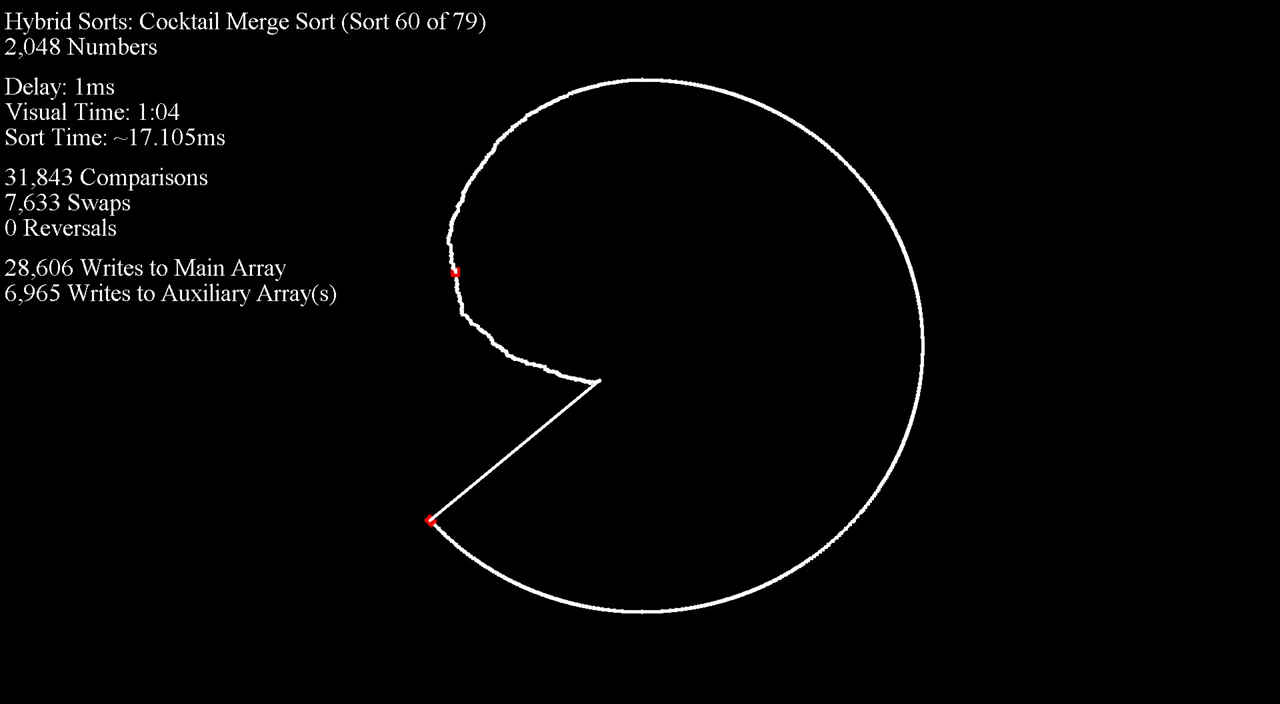 Hybrid Sorts: Cocktail Merge Sort (Sort 60 of 79)
2,048 Numbers
Delay: 1ms
Visual Time: 1:04
Sort Time: ~17.105ms
31,843 Comparisons
7,633 Swaps
0 Reversals
28,606 Writes to Main Array
6,965 Writes to Auxiliary Array(s)